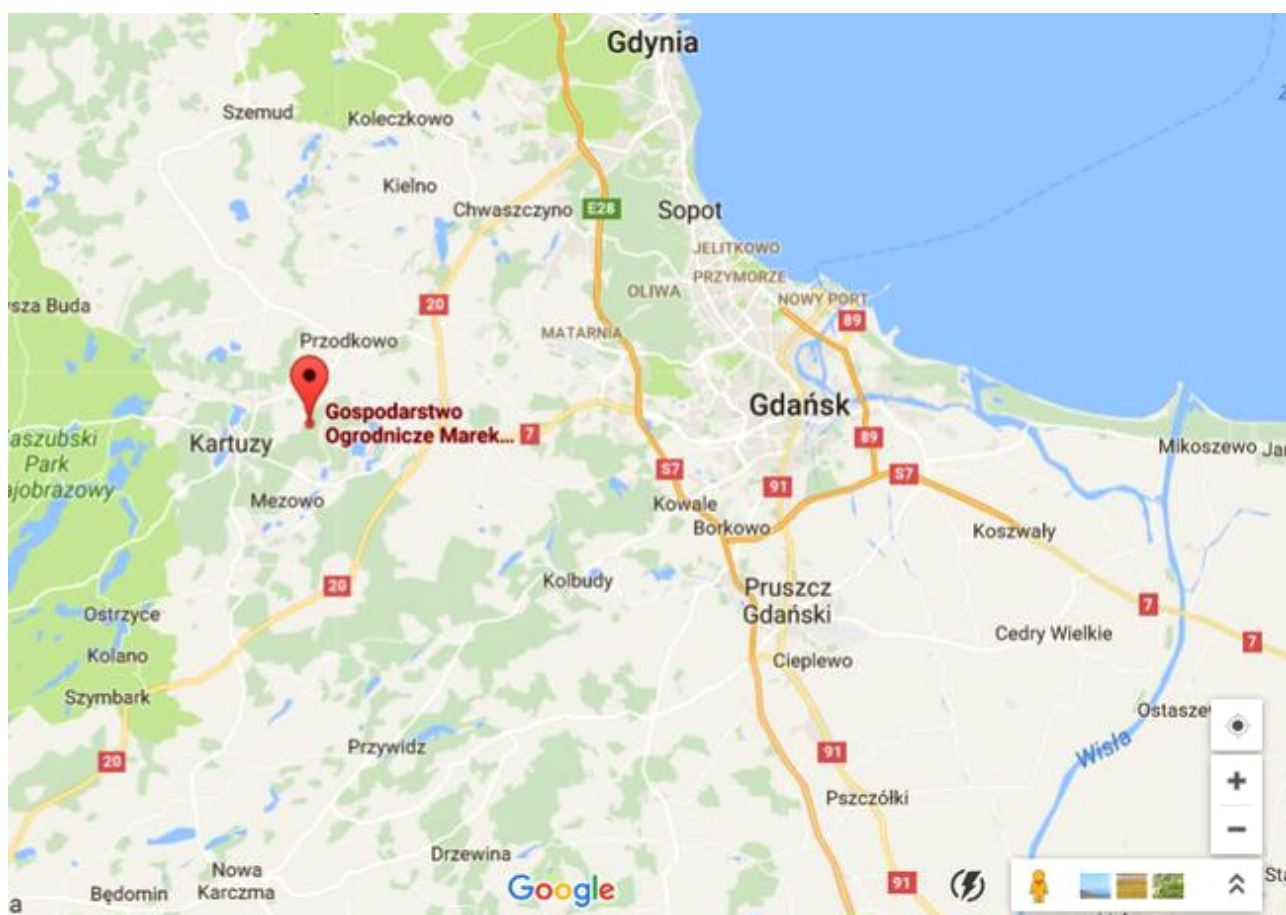 Gdynia
Szemud
Koleczkowo
Kielno
Chwaszczyno
E28
Sopot
JELITKOWO
PRZYMORZE
OLIWA
NOWY PORT
20
89
MATARNIA
Przodkowo
Gospodarstwo
Ogrodnicze Marek...
7
Gdańsk
Kartuzy
89
Mikoszewo
Park
S7
91
S7
Mezowo
Kowale
Borkowo
Koszwały
20
Kolbudy
Pruszcz
Gdański
7
Ostrzyce
Cedry Wielkie
7
Kolano
Cieplewo
Szymbark
Przywidz
20
91
Wisła
Pszczółki
Drzewina
Nowa
Karczma
Będomin
Google
91